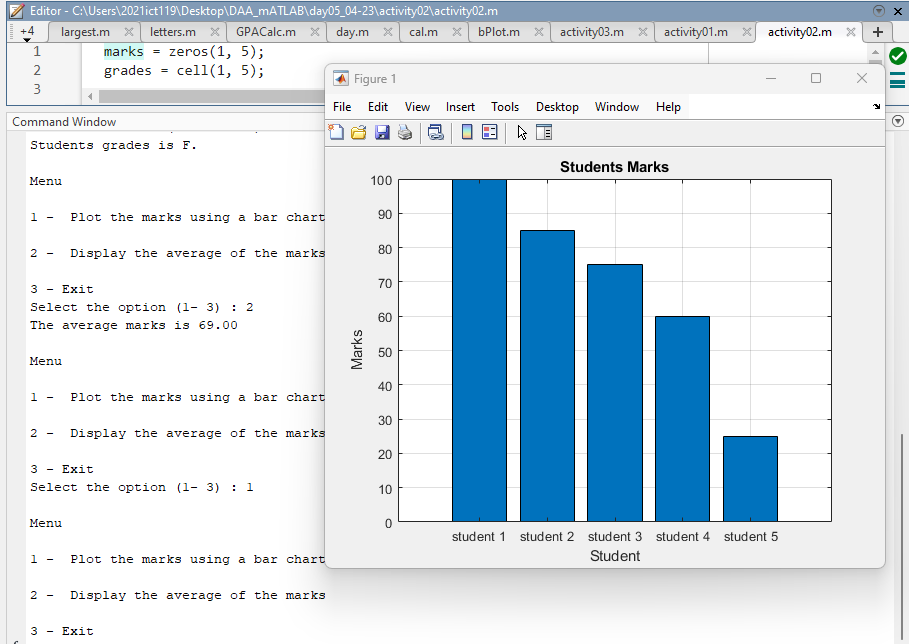 Editor - C:\Users\2021ict119\Desktop\DAA_mATLAB\day05_04-23\activity02\activity02.m
+4 largest.m letters.m GPACalc.m day.m cal.m bPlot.m activity03.m activity01.m activity02.m
1 marks = zeros(1, 5);
2 grades = cell(1, 5);
3
Command Window
Students grades is F.
Menu
1 - Plot the marks using a bar chart
2 - Display the average of the marks
3 - Exit
Select the option (1- 3) : 2
The average marks is 69.00
Menu
1 - Plot the marks using a bar chart
2 - Display the average of the marks
3 - Exit
Select the option (1- 3) : 1
Menu
1 - Plot the marks using a bar chart
2 - Display the average of the marks
3 - Exit
Figure 1
File Edit View Insert Tools Desktop Window Help
Students Marks
100
90
80
70
60
50
40
30
20
10
0
Marks
student 1 student 2 student 3 student 4 student 5
Student